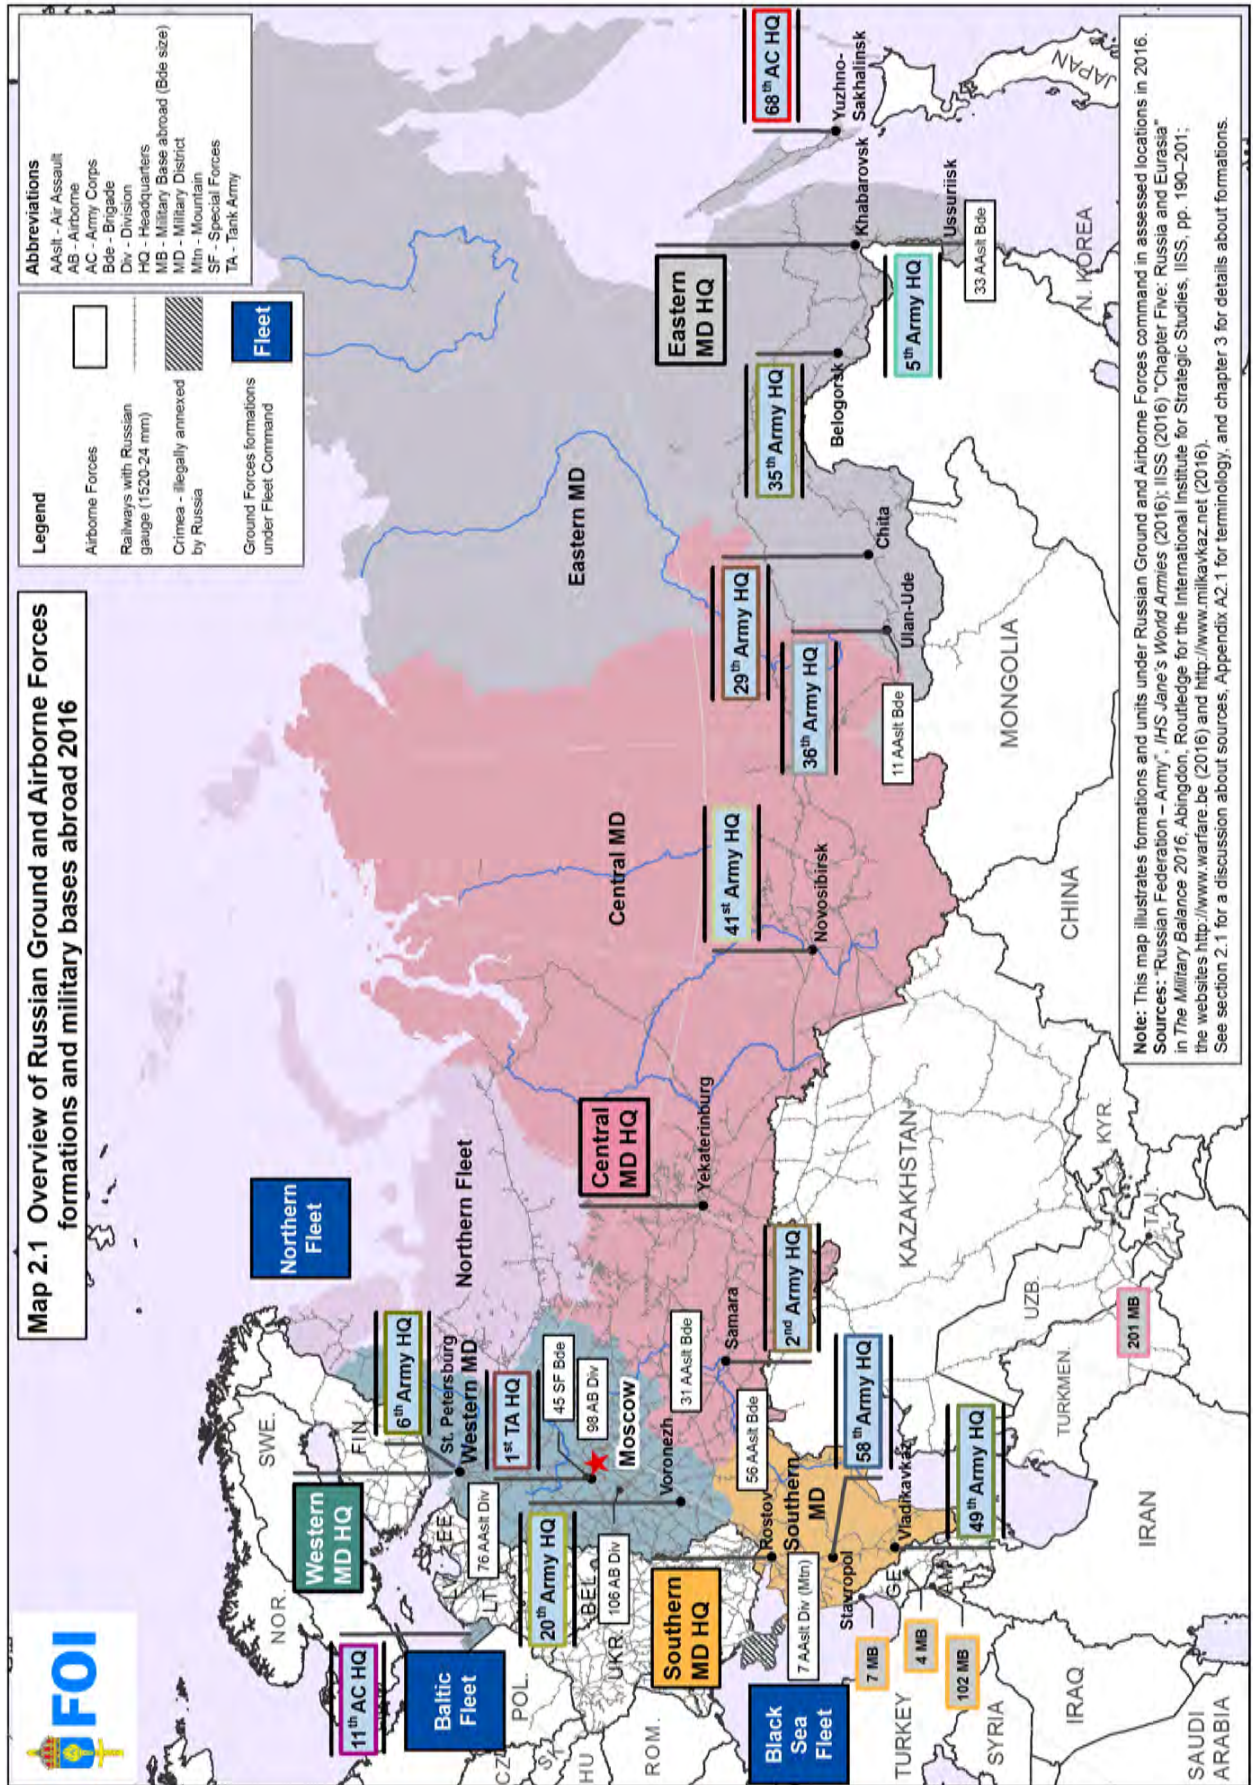 FOI
Map 2.1 Overview of Russian Ground and Airborne Forces
formations and military bases abroad 2016
Legend
Airborne Forces
Railways with Russian
gauge (1520-24 mm)
Crimea - illegally annexed
by Russia
Ground Forces formations
under Fleet Command
Fleet
Abbreviations
AAslt - Air Assault
AB - Airborne
AC - Army Corps
Bde - Brigade
Div - Division
HQ - Headquarters
MB - Military Base abroad (Bde size)
MD - Military District
Mtn - Mountain
SF - Special Forces
TA - Tank Army
Northern
Fleet
Northern Fleet
NOR.
SWE.
FIN
Western
MD HQ
6th Army HQ
St. Petersburg
Western MD
1st TA HQ
45 SF Bde
98 AB Div
Moscow
11th AC HQ
Baltic
Fleet
EE
LV
LT
76 AAslt Div
20th Army HQ
BEL
106 AB Div
Voronezh
31 AAslt Bde
POL.
CZ
SK
HU
UKR.
ROM.
Southern
MD HQ
Rostov
Southern
MD
56 AAslt Bde
Samara
2nd Army HQ
Black
Sea
Fleet
7 AAslt Div (Mtn)
Stavropol
58th Army HQ
Vladikavkaz
49th Army HQ
GE
AM
7 MB
4 MB
102 MB
TURKEY
SYRIA
IRAQ
SAUDI
ARABIA
IRAN
TURKMEN.
UZB.
201 MB
TAJ.
KYR.
KAZAKHSTAN
Central
MD HQ
Yekaterinburg
Central MD
41st Army HQ
Novosibirsk
CHINA
MONGOLIA
Eastern MD
29th Army HQ
36th Army HQ
11 AAslt Bde
Ulan-Ude
Chita
35th Army HQ
Belogorsk
Eastern
MD HQ
5th Army HQ
Khabarovsk
Ussuriisk
33 AAslt Bde
68th AC HQ
Yuzhno-
Sakhalinsk
N. KOREA
JAPAN
Note: This map illustrates formations and units under Russian Ground and Airborne Forces command in assessed locations in 2016.
Sources: "Russian Federation – Army", IHS Jane's World Armies (2016); IISS (2016) "Chapter Five: Russia and Eurasia"
in The Military Balance 2016, Abingdon, Routledge for the International Institute for Strategic Studies, IISS, pp. 190–201;
the websites http://www.warfare.be (2016) and http://www.milkavkaz.net (2016).
See section 2.1 for a discussion about sources, Appendix A2.1 for terminology, and chapter 3 for details about formations.